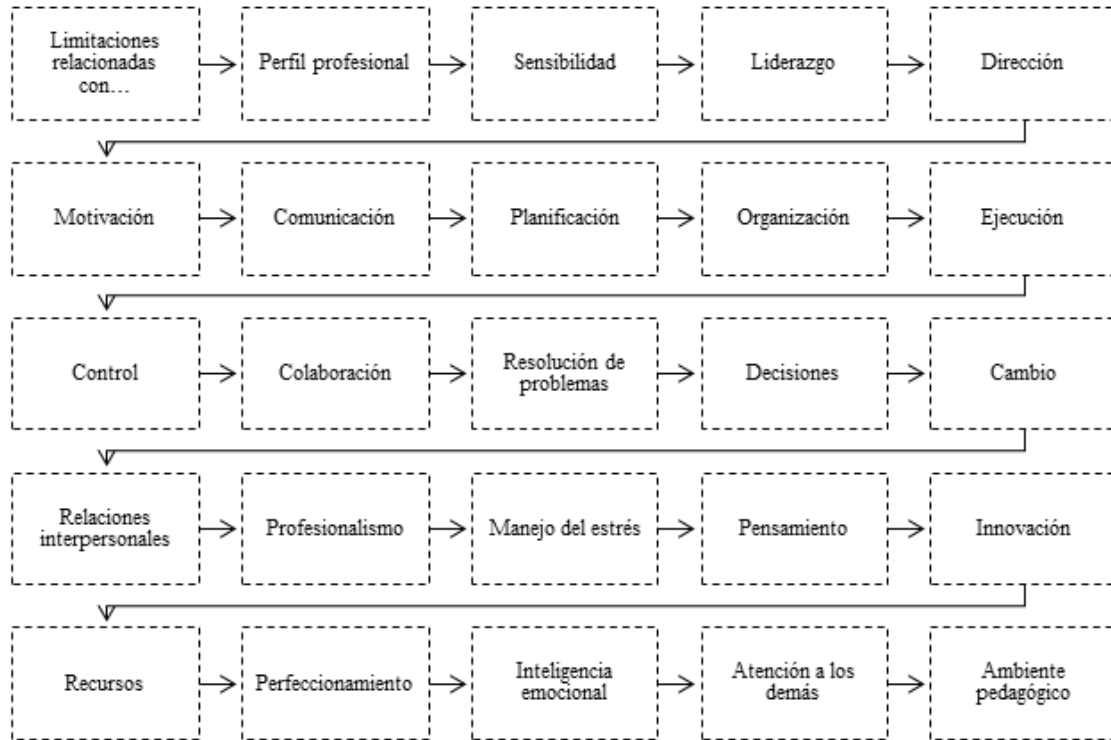 Limitaciones
relacionadas
con…
Perfil profesional
Sensibilidad
Liderazgo
Dirección
Motivación
Comunicación
Planificación
Organización
Ejecución
Control
Colaboración
Resolución de
problemas
Decisiones
Cambio
Relaciones
interpersonales
Profesionalismo
Manejo del estrés
Pensamiento
Innovación
Recursos
Perfeccionamiento
Inteligencia
emocional
Atención a los
demás
Ambiente
pedagógico